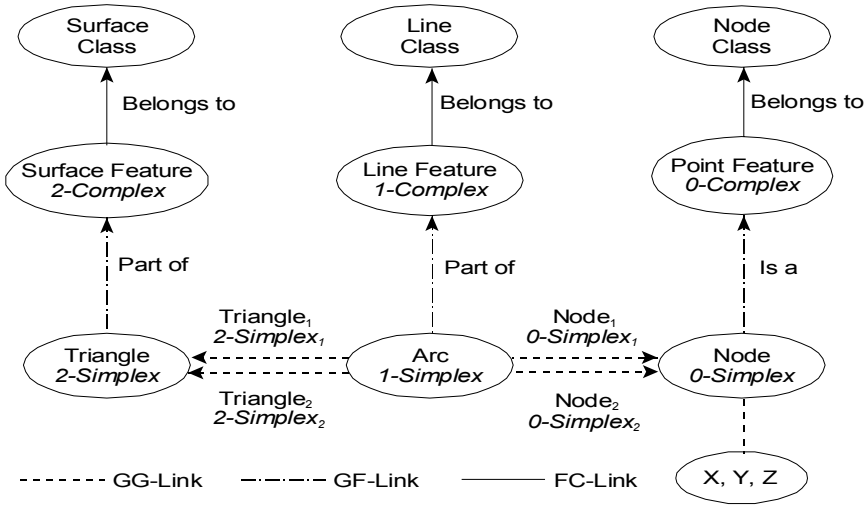 Surface
Class
Line
Class
Node
Class
Belongs to
Belongs to
Belongs to
Surface Feature
2-Complex
Line Feature
1-Complex
Point Feature
0-Complex
Part of
Part of
Is a
Triangle₁
2-Simplex₁
Node₁
0-Simplex₁
Triangle
2-Simplex
Arc
1-Simplex
Node
0-Simplex
Triangle₂
2-Simplex₂
Node₂
0-Simplex₂
GG-Link
GF-Link
FC-Link
X, Y, Z